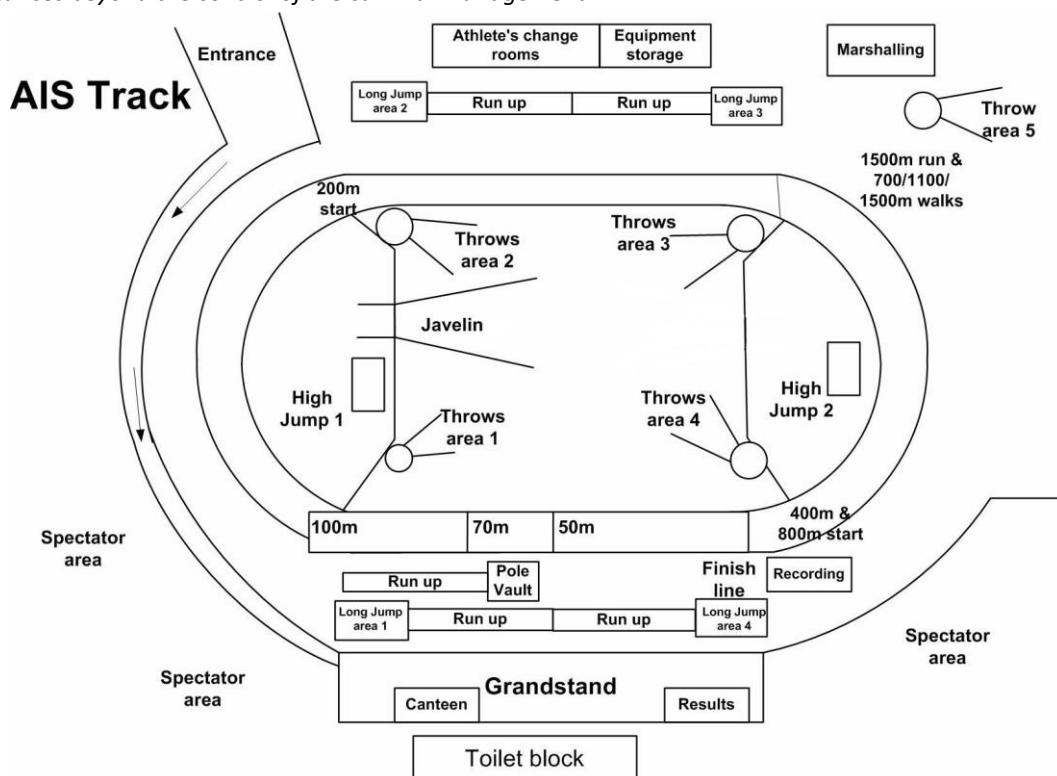 AIS Track
Entrance
Athlete's change
rooms
Equipment
storage
Marshalling
Long Jump
area 2
Run up
Run up
Long Jump
area 3
Throw
area 5
1500m run &
700/1100/
1500m walks
200m
start
Throws
area 2
Throws
area 3
Javelin
High
Jump 1
High
Jump 2
Throws
area 1
Throws
area 4
100m
70m
50m
400m &
800m start
Spectator
area
Run up
Pole
Vault
Finish
line
Recording
Long Jump
area 1
Run up
Run up
Long Jump
area 4
Spectator
area
Spectator
area
Grandstand
Canteen
Results
Toilet block